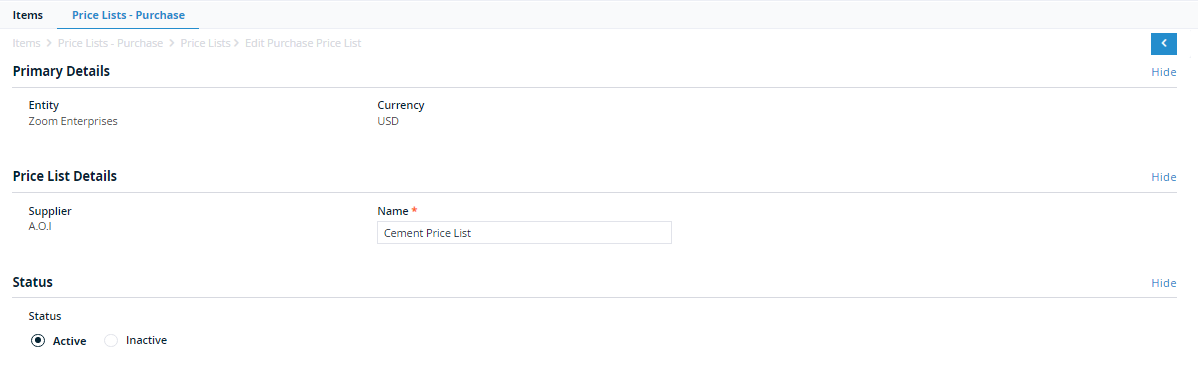 Items Price Lists - Purchase
Items > Price Lists - Purchase > Price Lists > Edit Purchase Price List
Primary Details Hide
Entity Currency
Zoom Enterprises USD
Price List Details Hide
Supplier Name *
A.O.I
Cement Price List
Status Hide
Status
Active Inactive